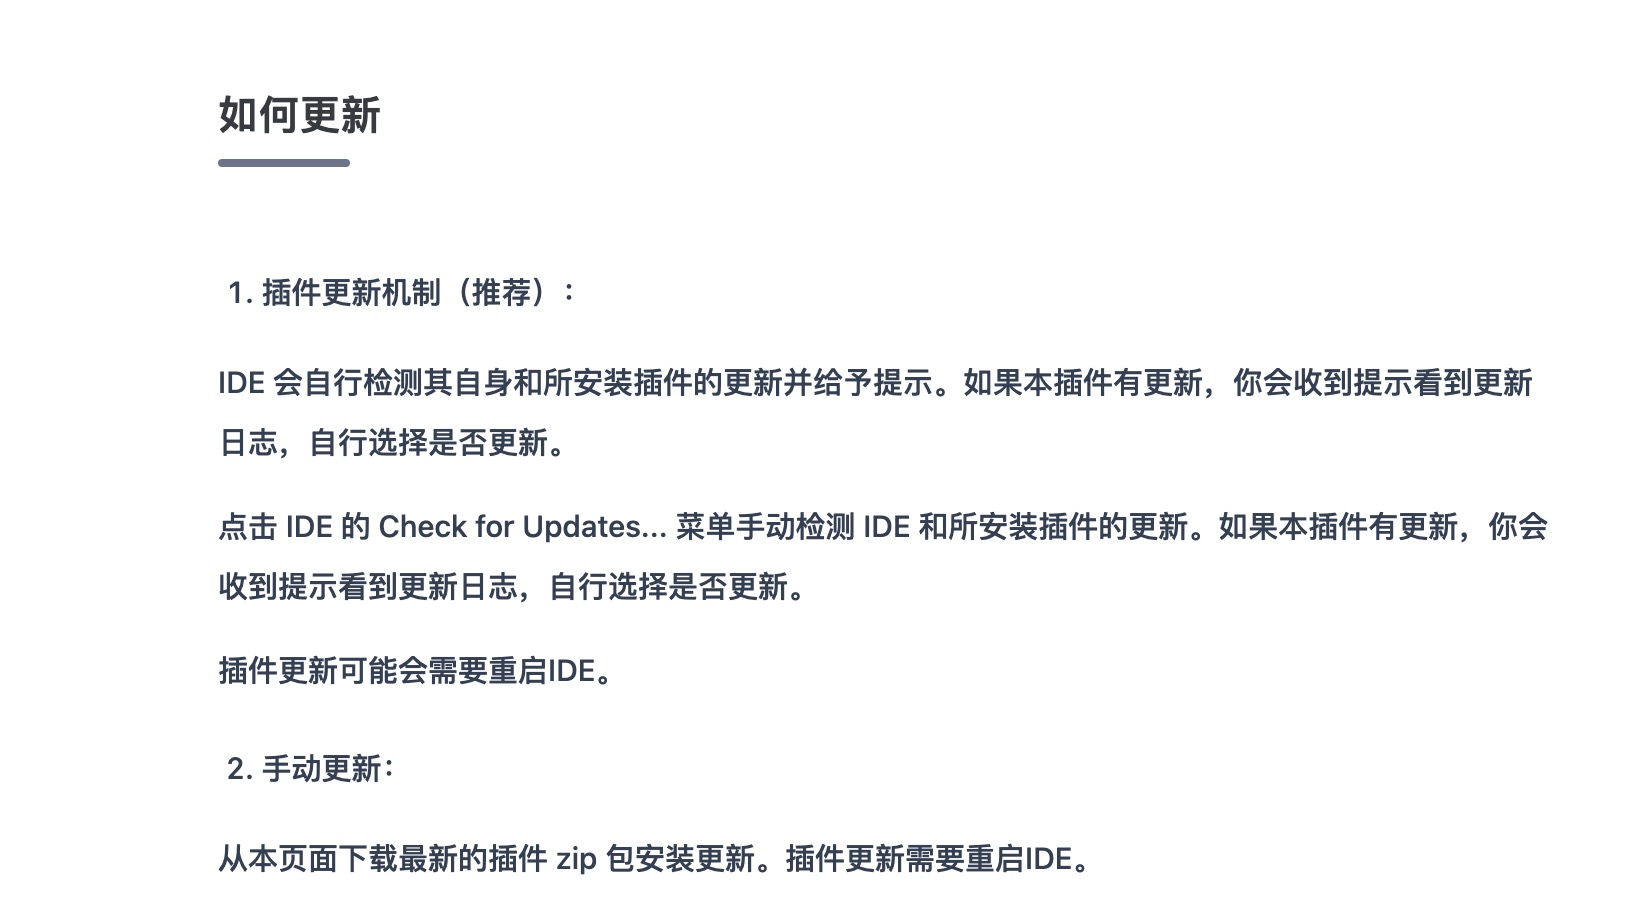 如何更新
1. 插件更新机制（推荐）：
IDE 会自行检测其自身和所安装插件的更新并给予提示。如果本插件有更新，你会收到提示看到更新
日志，自行选择是否更新。
点击 IDE 的 Check for Updates... 菜单手动检测 IDE 和所安装插件的更新。如果本插件有更新，你会
收到提示看到更新日志，自行选择是否更新。
插件更新可能会需要重启IDE。
2. 手动更新：
从本页面下载最新的插件 zip 包安装更新。插件更新需要重启IDE。